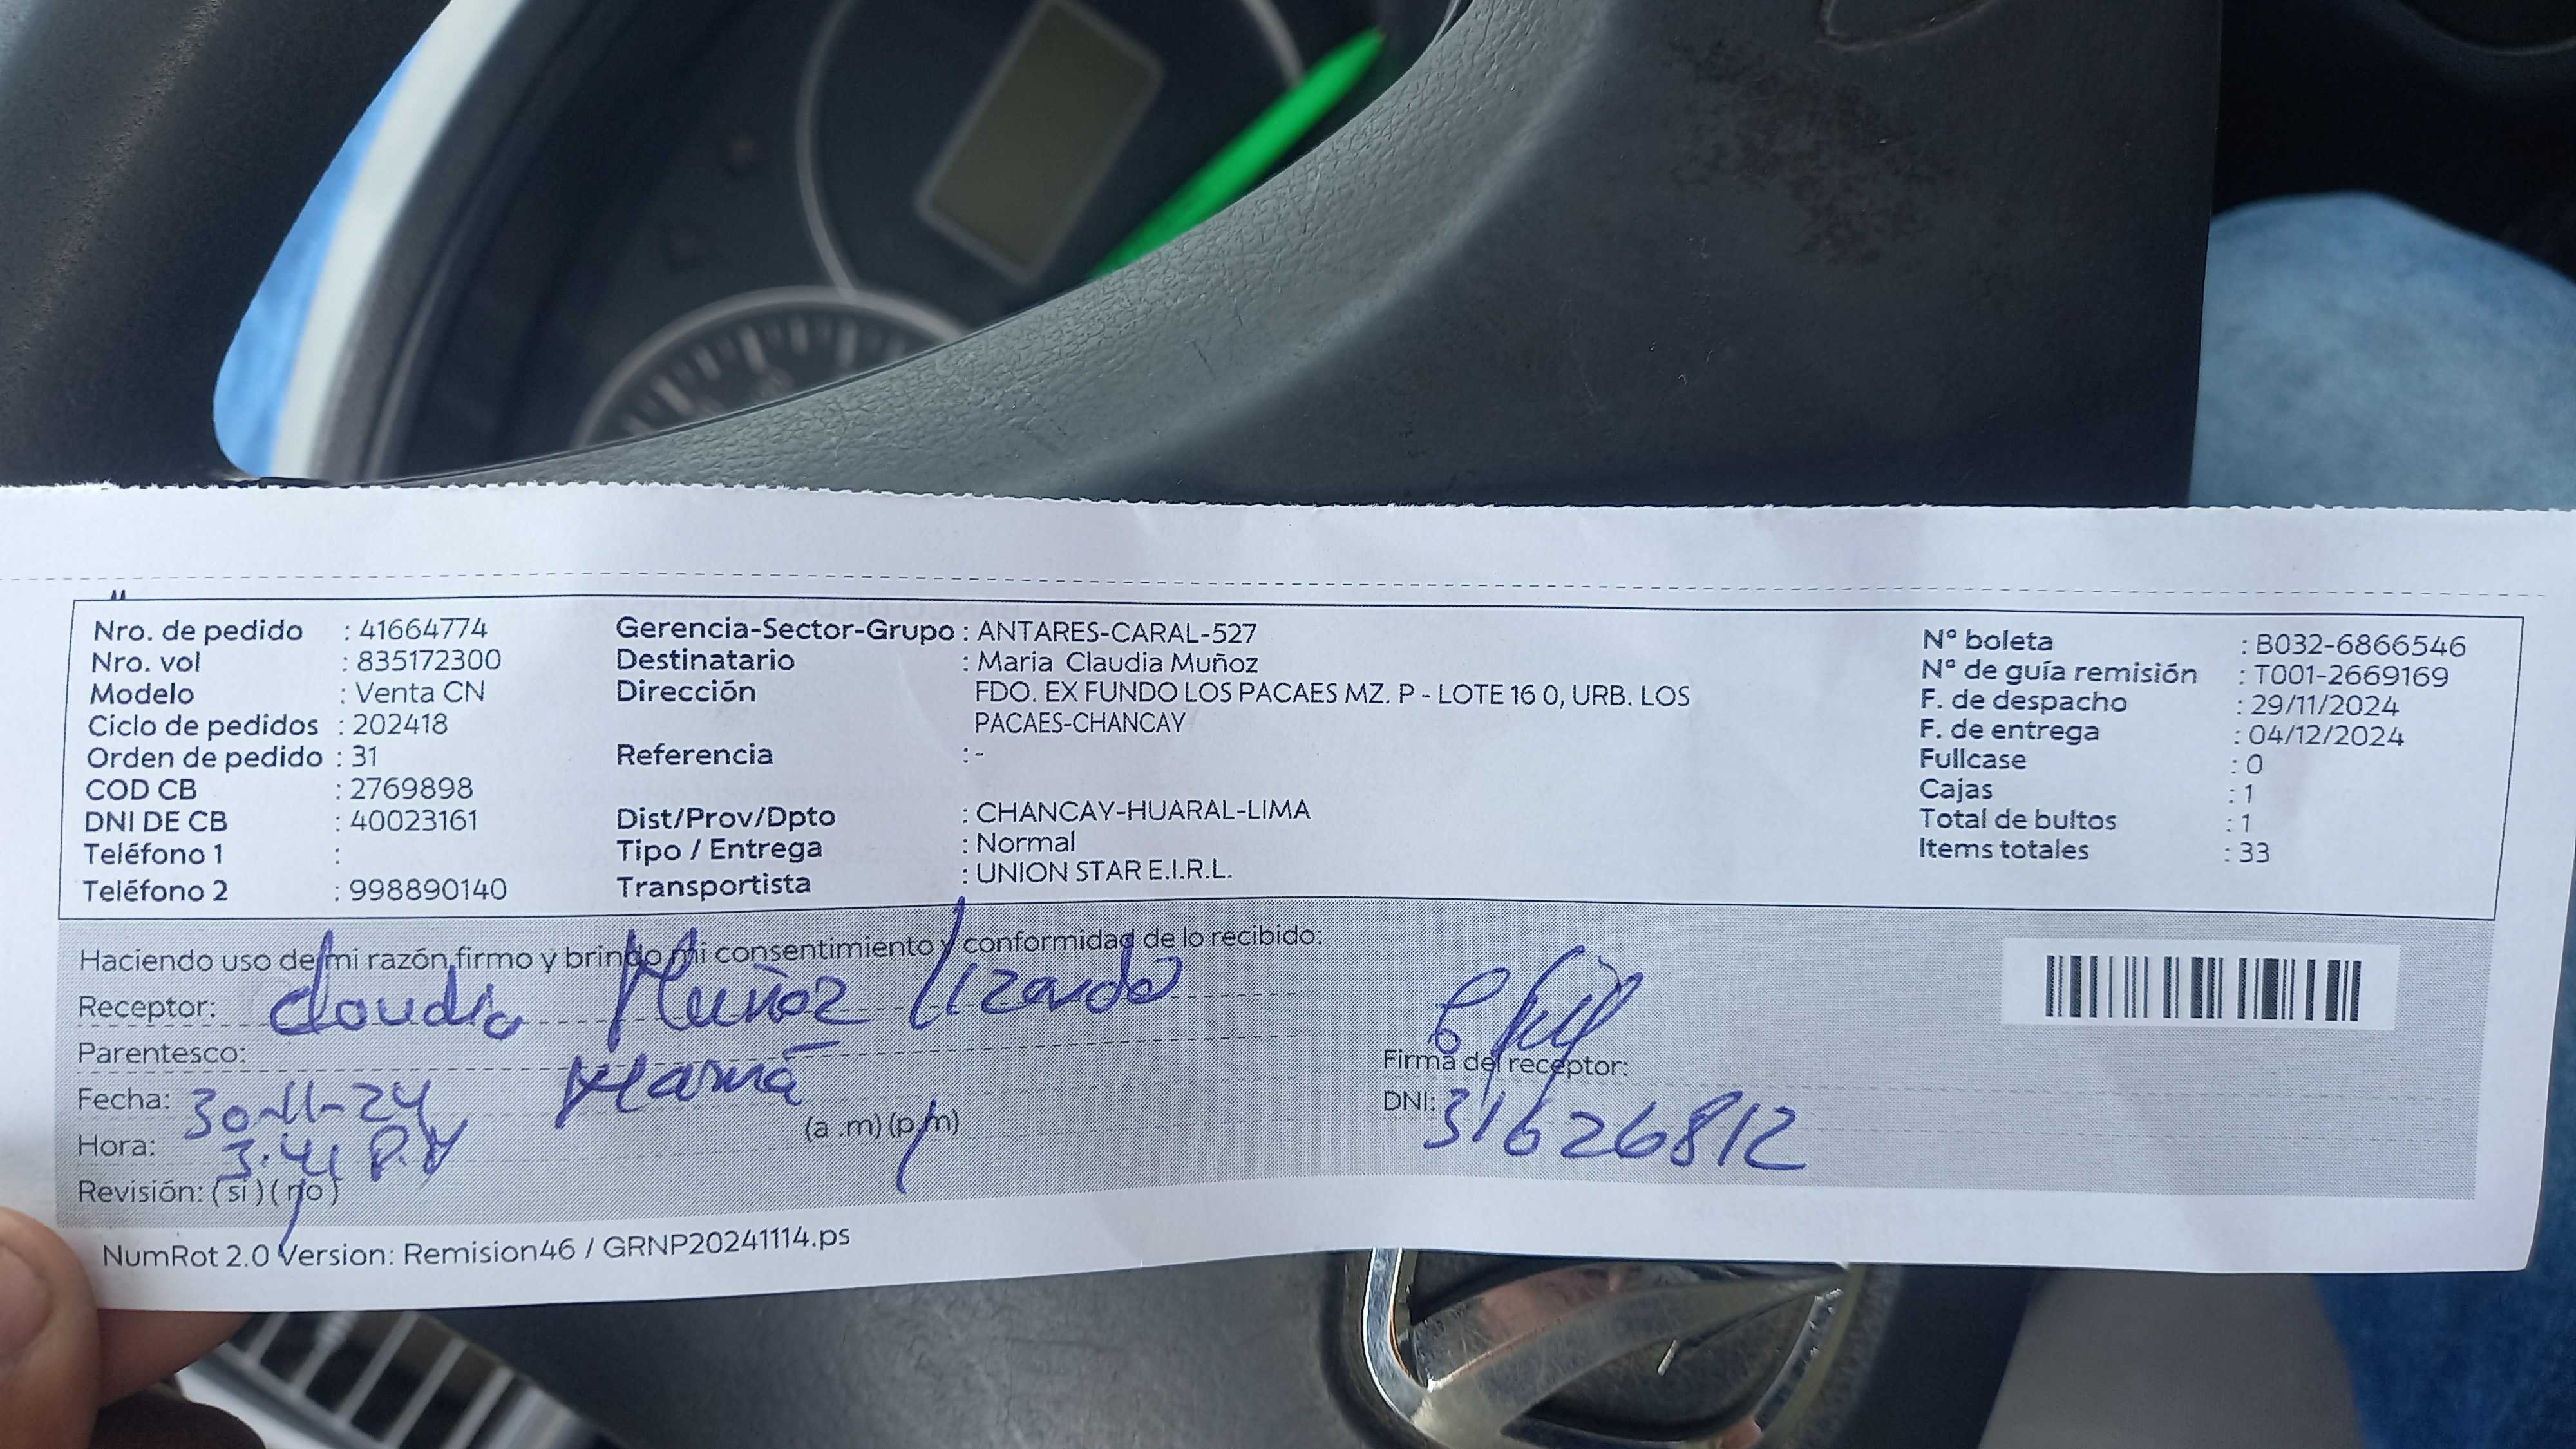 Nro. de pedido : 41664774
Nro. vol : 835172300
Modelo : Venta CN
Ciclo de pedidos : 202418
Orden de pedido : 31
COD CB : 2769898
DNI DE CB : 40023161
Teléfono 1 :
Teléfono 2 : 998890140
Gerencia-Sector-Grupo : ANTARES-CARAL-527
Destinatario : Maria Claudia Muñoz
Dirección FDO. EX FUNDO LOS PACAES MZ. P - LOTE 16 0, URB. LOS
PACAES-CHANCAY
Referencia : -
Dist/Prov/Dpto : CHANCAY-HUARAL-LIMA
Tipo / Entrega : Normal
Transportista : UNION STAR E.I.R.L.
N° boleta : B032-6866546
N° de guía remisión : T001-2669169
F. de despacho : 29/11/2024
F. de entrega : 04/12/2024
Fullcase : 0
Cajas : 1
Total de bultos : 1
Items totales : 33
Haciendo uso de mi razón,firmo y brindo mi consentimiento y conformidad de lo recibido:
Receptor: Claudia Muñoz Lizardo
Parentesco: Mamá
Fecha: 30-11-24
Hora: 3:41 P.M (a .m) (p.m)
Revisión: ( si ) ( no )
Firma del receptor:
DNI: 31626812
NumRot 2.0 Version: Remision46 / GRNP20241114.ps